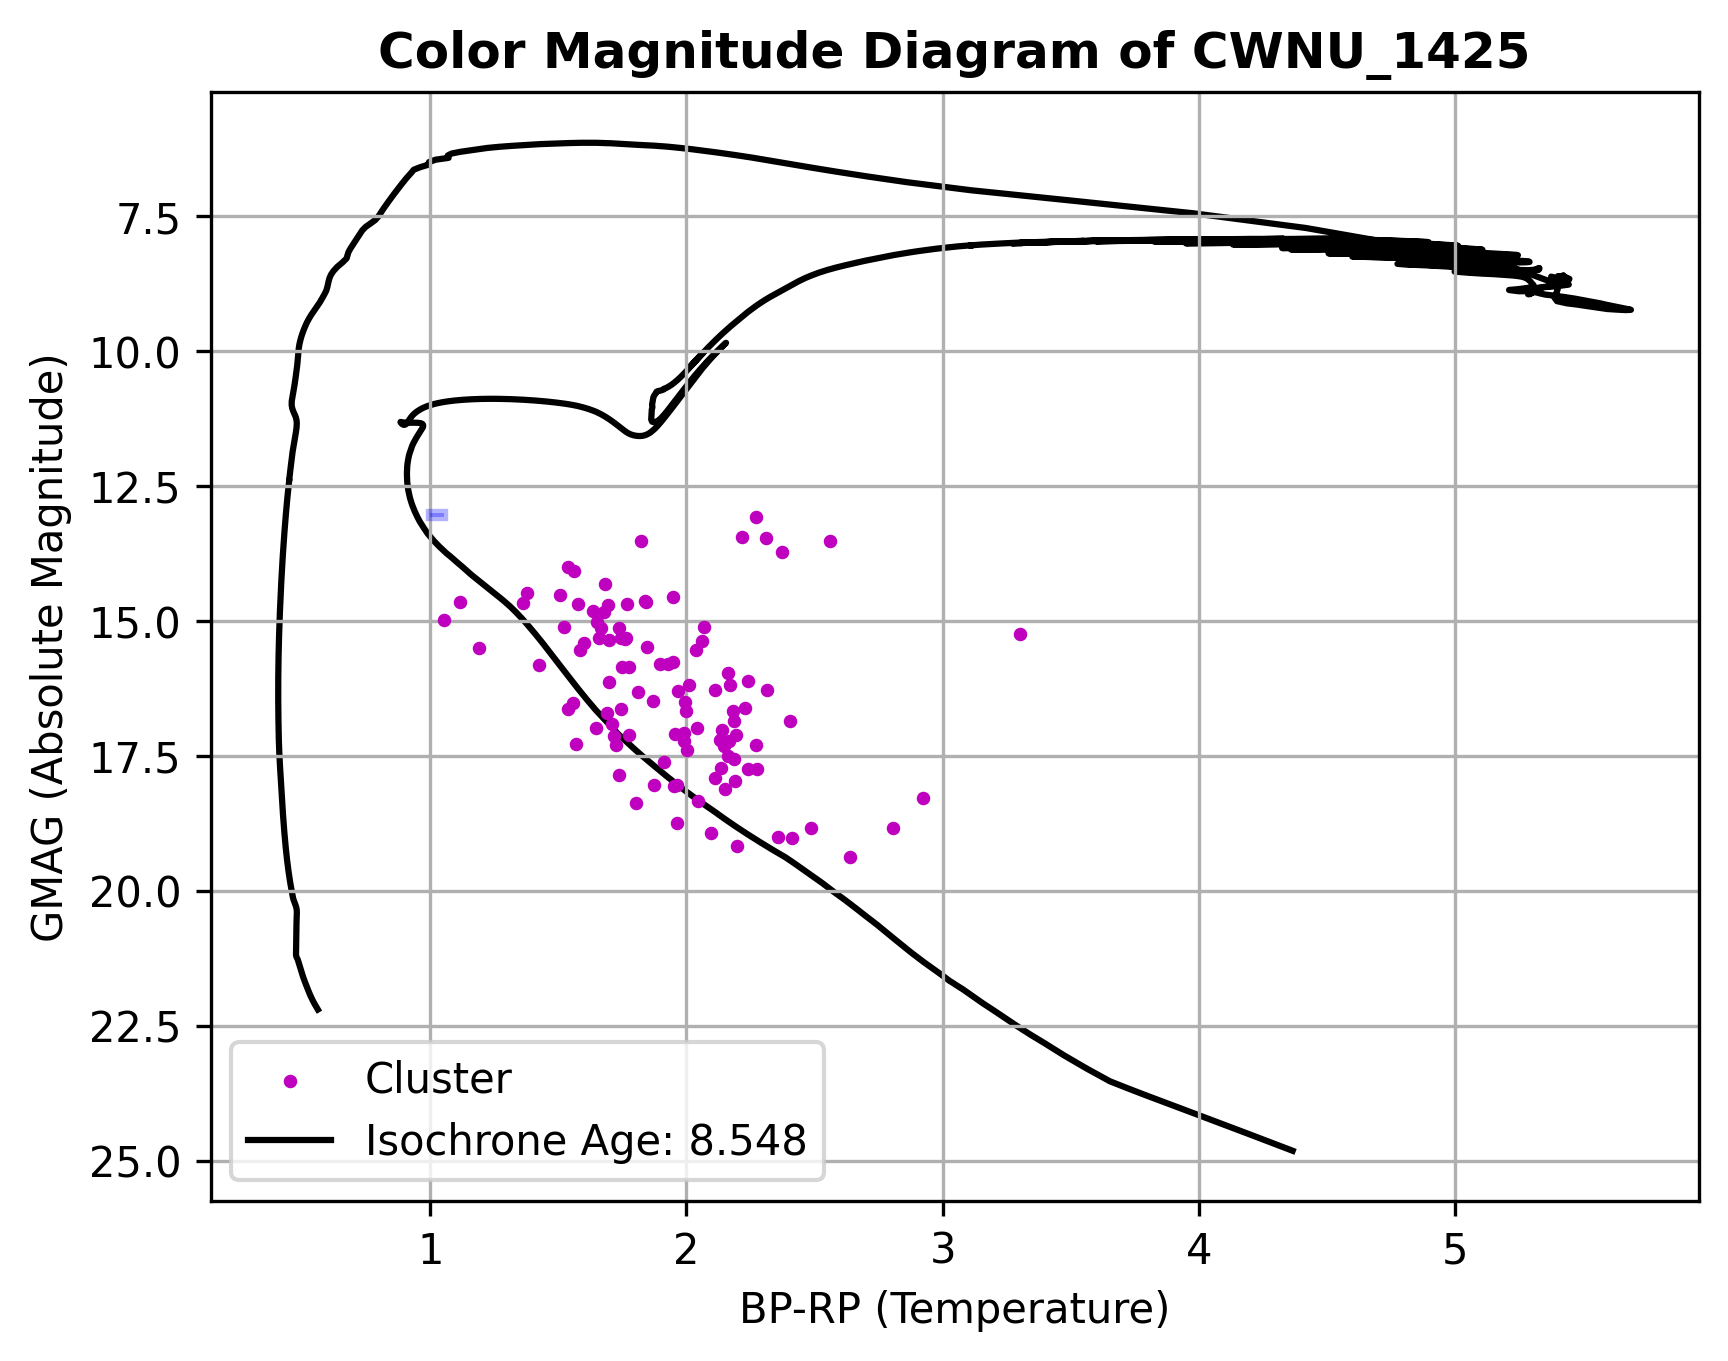 Color Magnitude Diagram of CWNU_1425
GMAG (Absolute Magnitude)
7.5
10.0
12.5
15.0
17.5
20.0
22.5
25.0
Cluster
Isochrone Age: 8.548
1 2 3 4 5
BP-RP (Temperature)